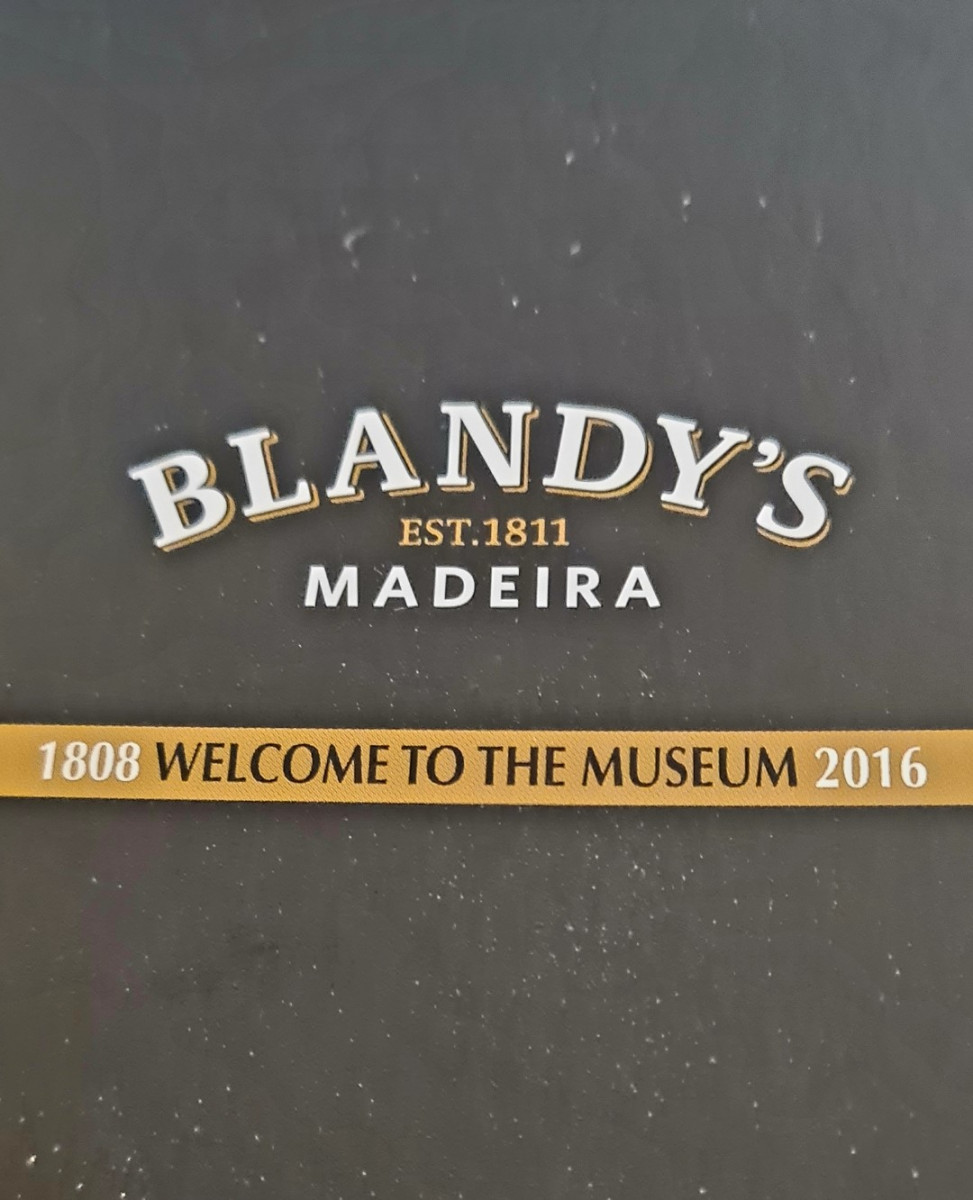 BLANDY'S
EST.1811
MADEIRA
1808 WELCOME TO THE MUSEUM 2016